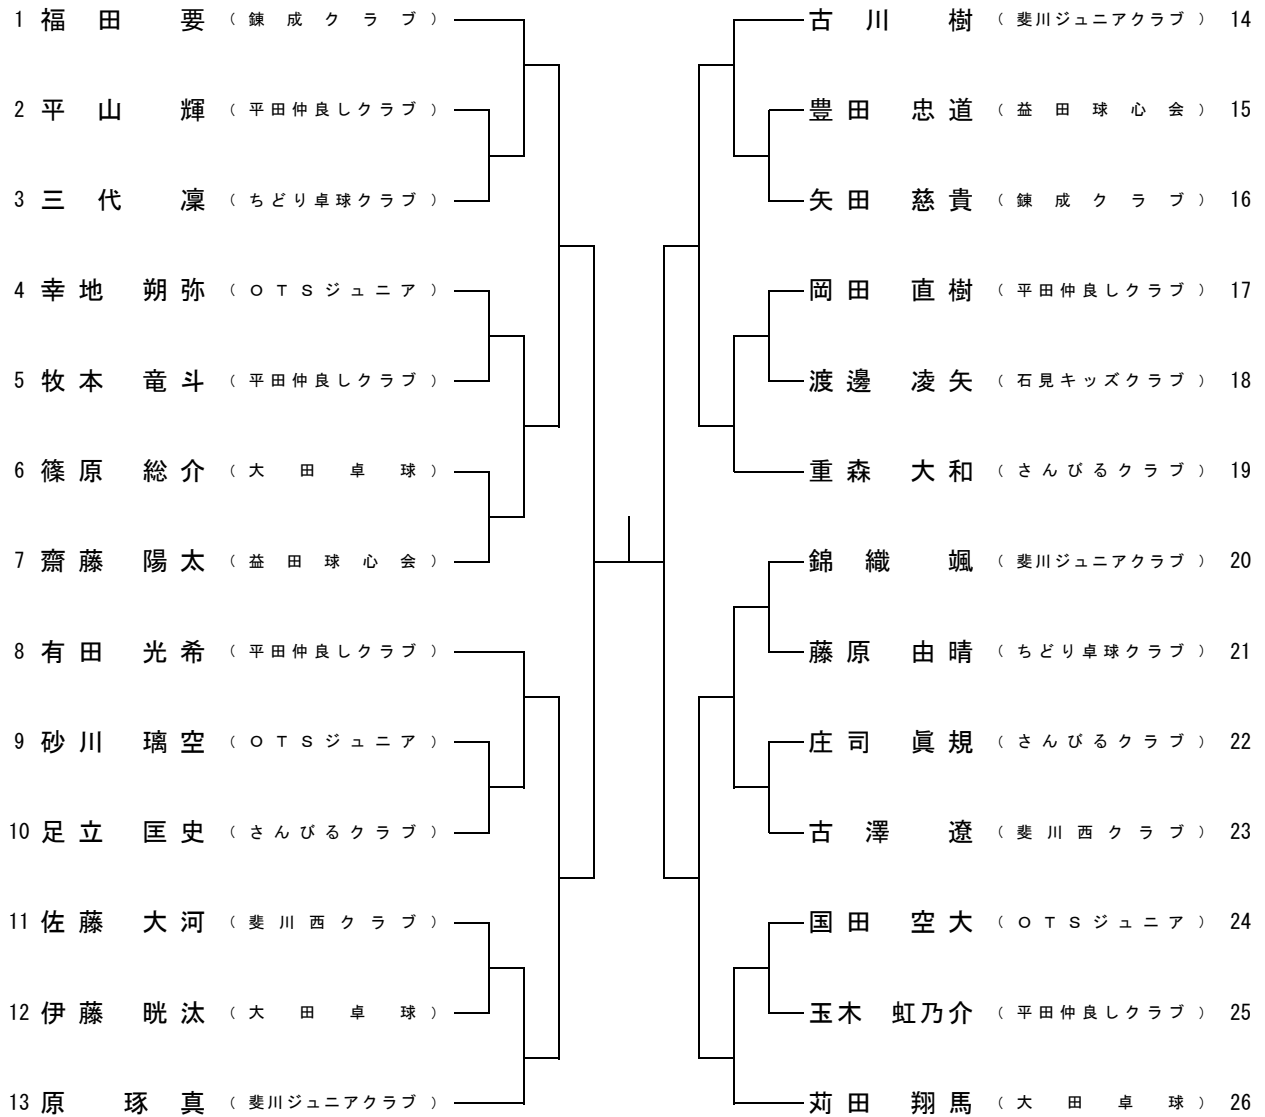 1 福田 要 （錬成クラブ）
2 平山 輝 （平田仲良しクラブ）
3 三代 凜 （ちどり卓球クラブ）
4 幸地 朔弥 （ＯＴＳジュニア）
5 牧本 竜斗 （平田仲良しクラブ）
6 篠原 総介 （大田卓球）
7 齋藤 陽太 （益田球心会）
8 有田 光希 （平田仲良しクラブ）
9 砂川 璃空 （ＯＴＳジュニア）
10 足立 匡史 （さんびるクラブ）
11 佐藤 大河 （斐川西クラブ）
12 伊藤 晄汰 （大田卓球）
13 原 琢真 （斐川ジュニアクラブ）
古川 樹 （斐川ジュニアクラブ） 14
豊田 忠道 （益田球心会） 15
矢田 慈貴 （錬成クラブ） 16
岡田 直樹 （平田仲良しクラブ） 17
渡邊 凌矢 （石見キッズクラブ） 18
重森 大和 （さんびるクラブ） 19
錦織 颯 （斐川ジュニアクラブ） 20
藤原 由晴 （ちどり卓球クラブ） 21
庄司 眞規 （さんびるクラブ） 22
古澤 遼 （斐川西クラブ） 23
国田 空大 （ＯＴＳジュニア） 24
玉木 虹乃介 （平田仲良しクラブ） 25
苅田 翔馬 （大田卓球） 26